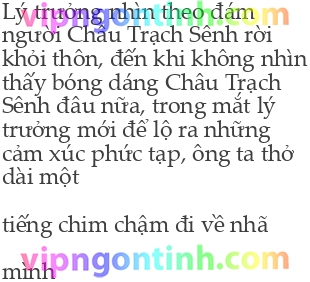 Lý trưởng nhìn theo đám
vipngontinh.com
người Châu Trạch Sênh rời
khỏi thôn, đến khi không nhìn
thấy bóng dáng Châu Trạch
Sênh đâu nữa, trong mắt lý
trưởng mới để lộ ra những
cảm xúc phức tạp, ông ta thở
dài một
tiếng chim chậm đi về nhã
vipngontinh.com
mình